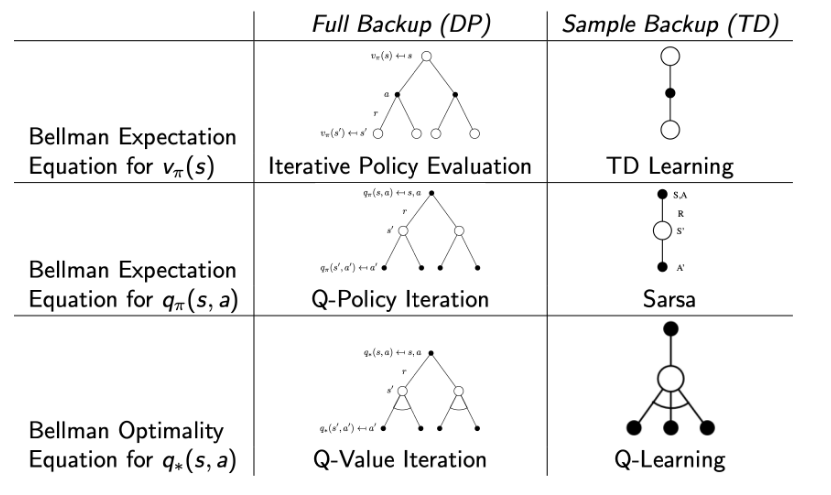 Full Backup (DP)
Sample Backup (TD)
vπ(s) ↤ s
a
r
vπ(s′) ↤ s′
Bellman Expectation
Equation for vπ(s)
Iterative Policy Evaluation
TD Learning
qπ(s, a) ↤ s, a
r
s′
qπ(s′, a′) ↤ a′
S,A
R
S'
A'
Bellman Expectation
Equation for qπ(s, a)
Q-Policy Iteration
Sarsa
q*(s, a) ↤ s, a
r
s′
q*(s′, a′) ↤ a′
Bellman Optimality
Equation for q*(s, a)
Q-Value Iteration
Q-Learning